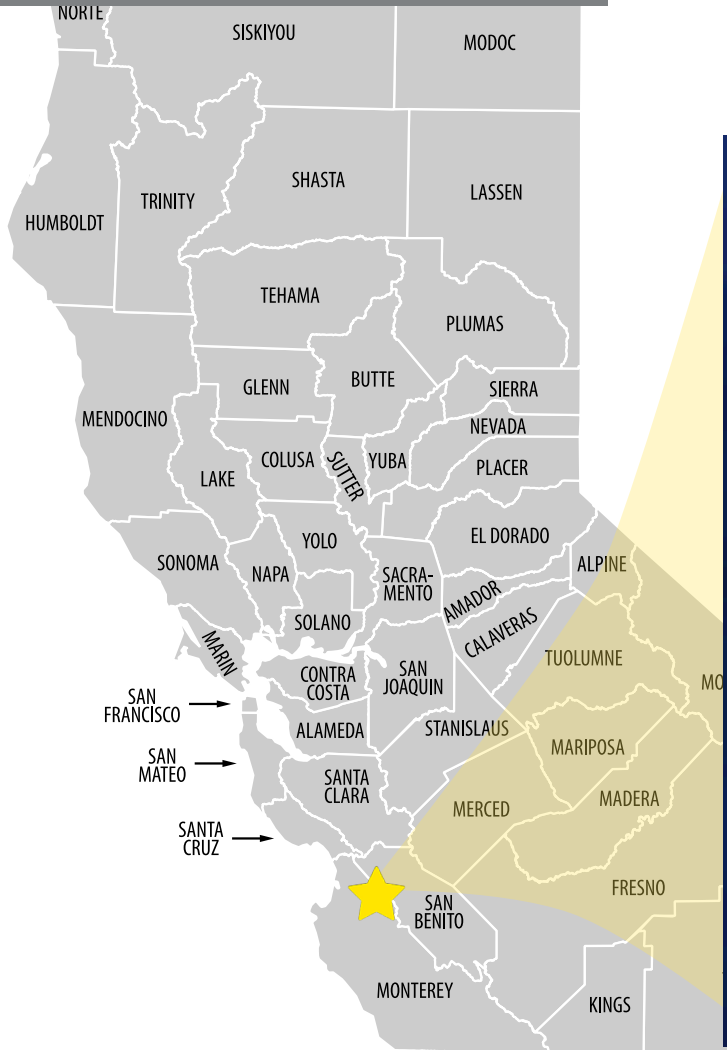 NORTE
SISKIYOU
MODOC
SHASTA
LASSEN
TRINITY
HUMBOLDT
TEHAMA
PLUMAS
BUTTE
GLENN
SIERRA
MENDOCINO
NEVADA
COLUSA
SUTTER
YUBA
PLACER
LAKE
EL DORADO
YOLO
SONOMA
NAPA
SACRA-
MENTO
ALPINE
AMADOR
SOLANO
CALAVERAS
MARIN
TUOLUMNE
CONTRA
COSTA
SAN
JOAQUIN
MO
SAN
FRANCISCO
ALAMEDA
STANISLAUS
MARIPOSA
SAN
MATEO
SANTA
CLARA
MERCED
MADERA
SANTA
CRUZ
FRESNO
SAN
BENITO
MONTEREY
KINGS